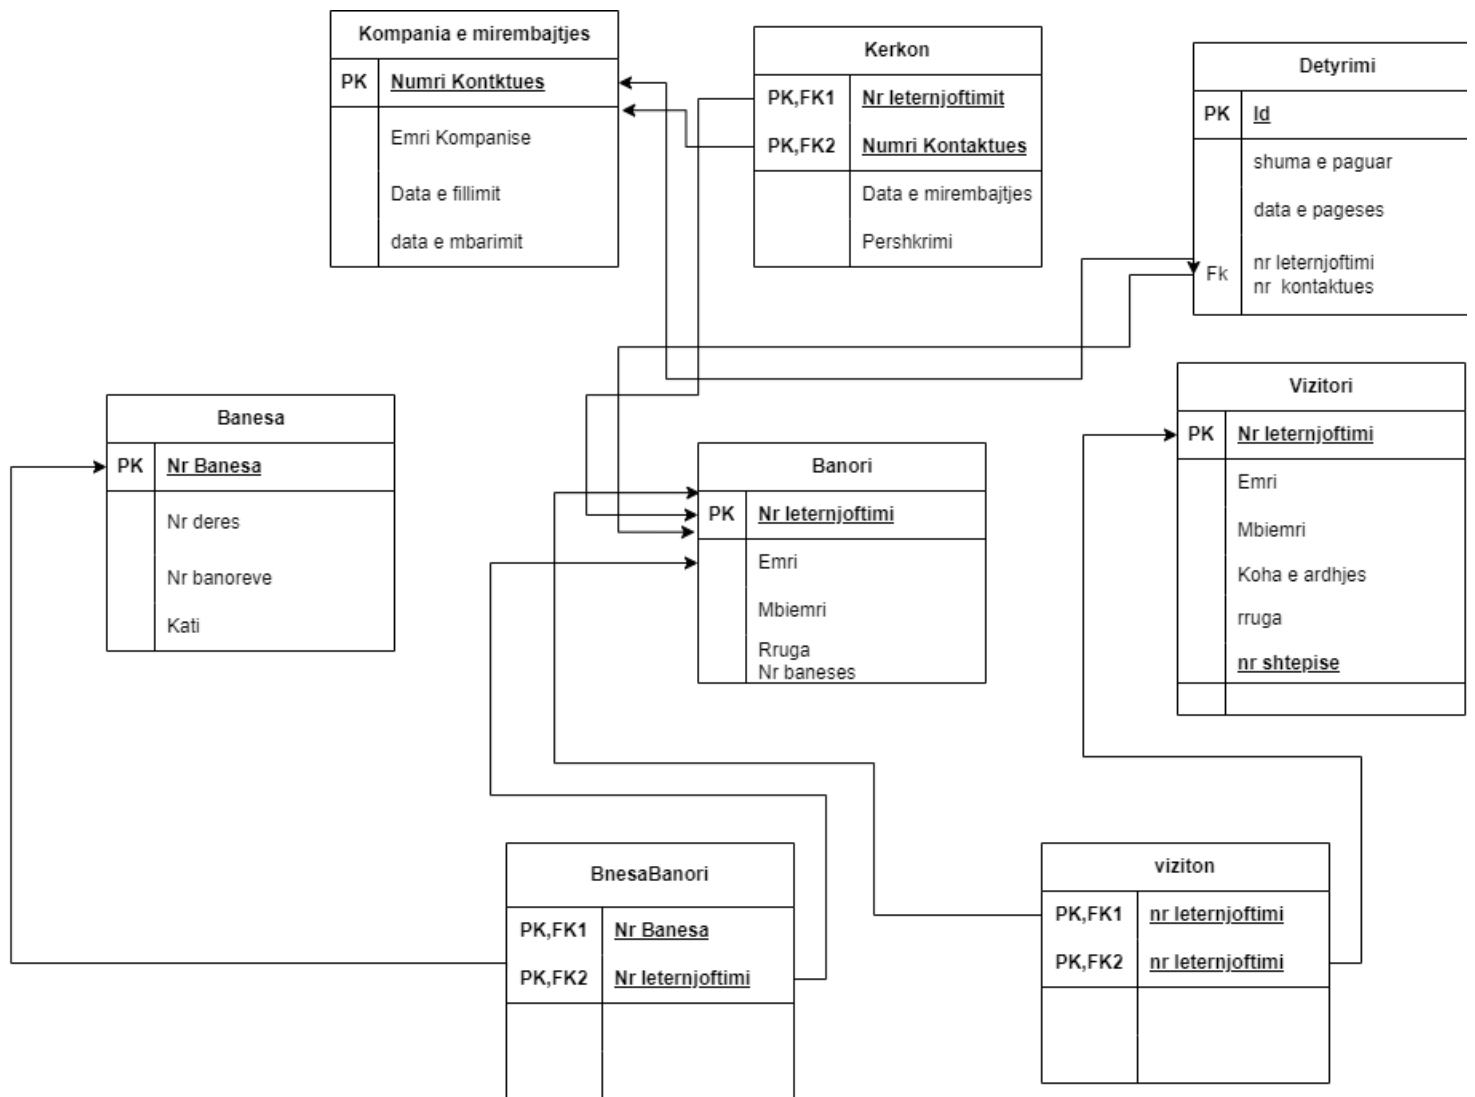 Kompania e mirembajtjes
PK Numri Kontktues
Emri Kompanise
Data e fillimit
data e mbarimit
Kerkon
PK,FK1 Nr leternjoftimit
PK,FK2 Numri Kontaktues
Data e mirembajtjes
Pershkrimi
Detyrimi
PK Id
shuma e paguar
data e pageses
Fk nr leternjoftimi
nr kontaktues
Banesa
PK Nr Banesa
Nr deres
Nr banoreve
Kati
Banori
PK Nr leternjoftimi
Emri
Mbiemri
Rruga
Nr baneses
Vizitori
PK Nr leternjoftimi
Emri
Mbiemri
Koha e ardhjes
rruga
nr shtepise
BnesaBanori
PK,FK1 Nr Banesa
PK,FK2 Nr leternjoftimi
viziton
PK,FK1 nr leternjoftimi
PK,FK2 nr leternjoftimi